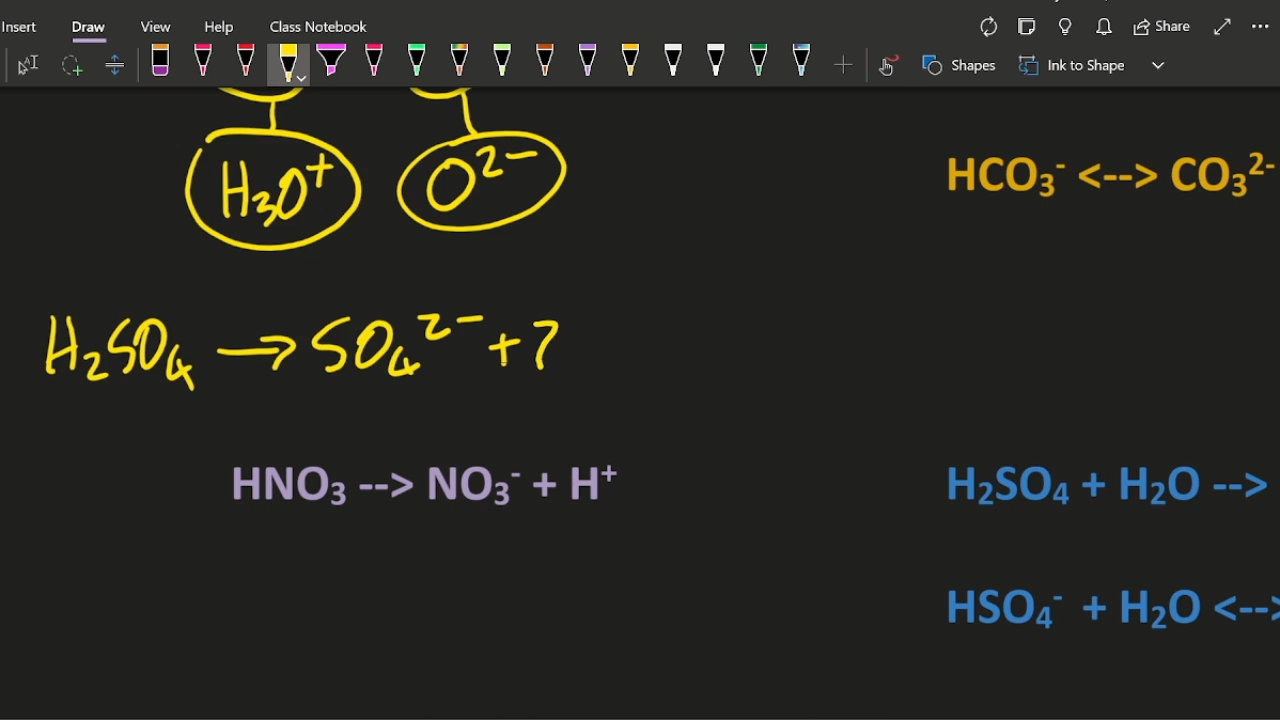 Insert Draw View Help Class Notebook Share
Shapes Ink to Shape
H₃O⁺ O²⁻
HCO₃⁻ <--> CO₃²⁻
H₂SO₄ → SO₄²⁻ + 7
HNO₃ --> NO₃⁻ + H⁺
H₂SO₄ + H₂O -->
HSO₄⁻ + H₂O <-->